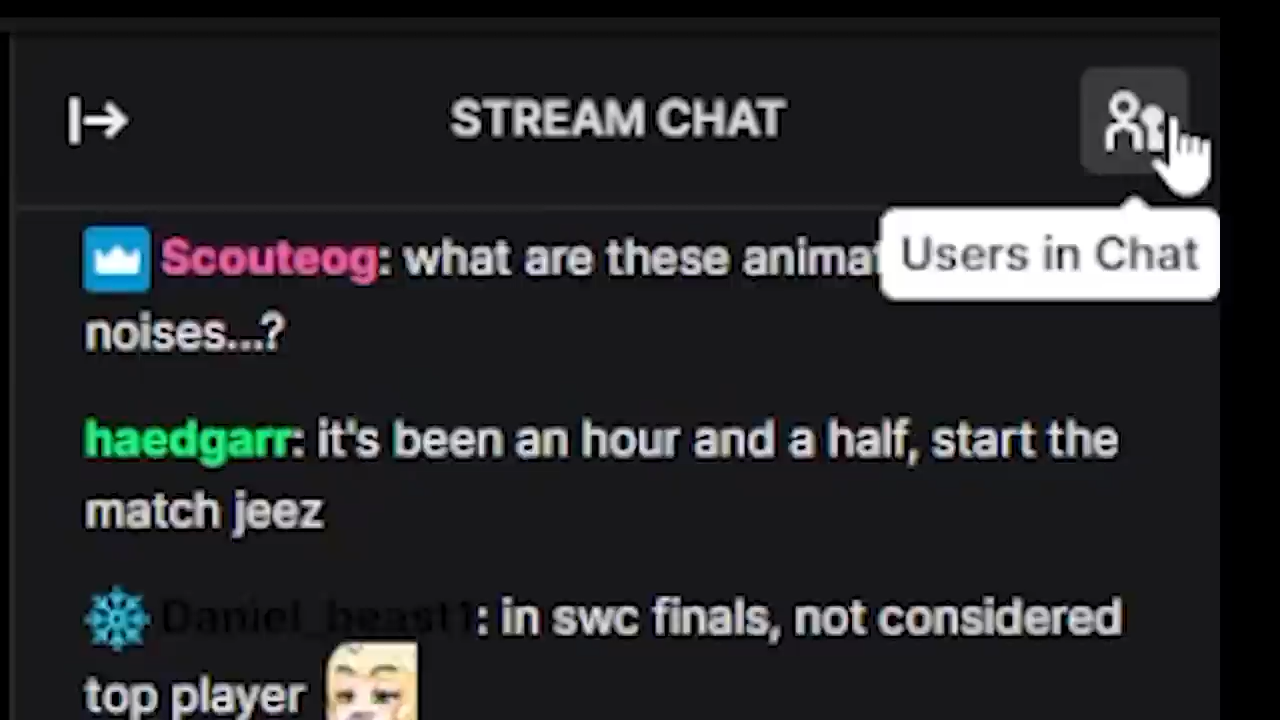 STREAM CHAT
Users in Chat
Scouteog: what are these
noises...?
haedgarr: it's been an hour and a half, start the
match jeez
Daniel_beast1: in swc finals, not considered
top player